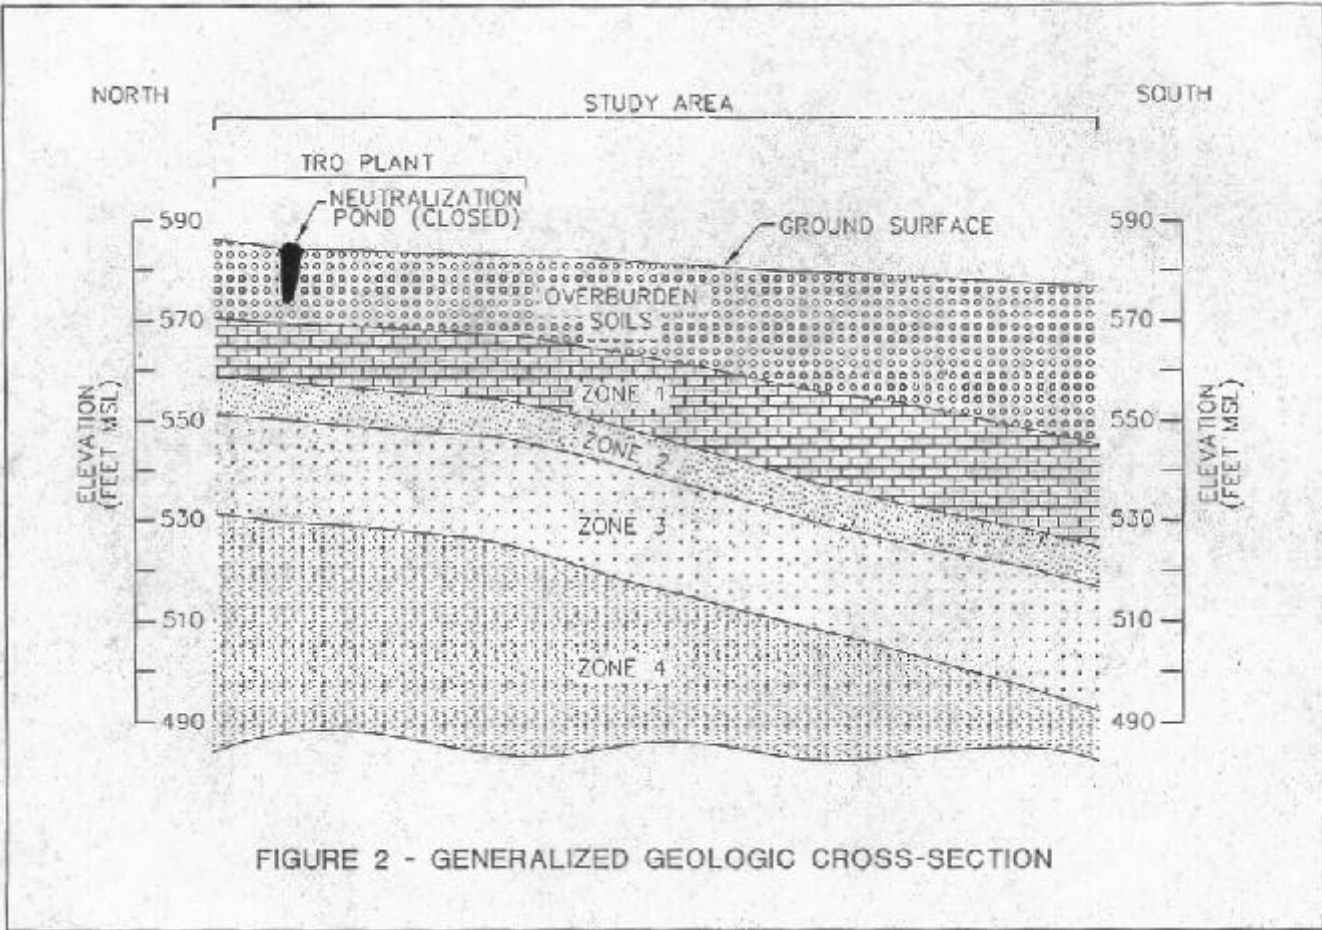 NORTH
STUDY AREA
SOUTH
TRO PLANT
NEUTRALIZATION
POND (CLOSED)
590
GROUND SURFACE
590
OVERBURDEN
SOILS
570
570
ZONE 1
ELEVATION
(FEET MSL)
550
ZONE 2
550
ELEVATION
(FEET MSL)
530
ZONE 3
530
510
510
ZONE 4
490
490
FIGURE 2 - GENERALIZED GEOLOGIC CROSS-SECTION